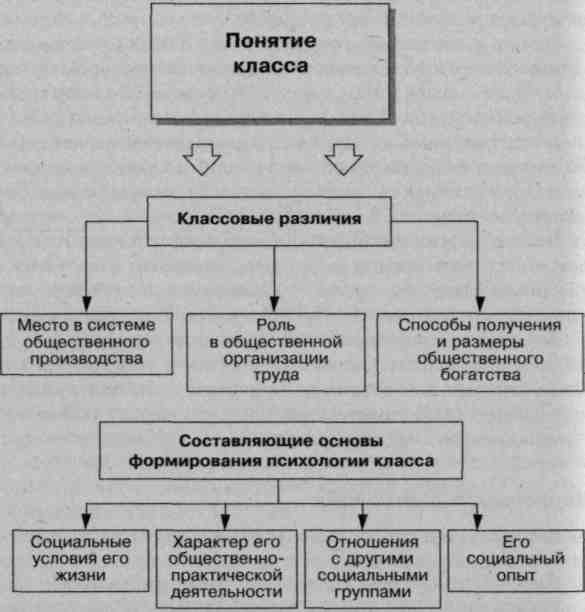 Понятие
класса
Классовые различия
Место в системе
общественного
производства
Роль
в общественной
организации
труда
Способы получения
и размеры
общественного
богатства
Составляющие основы
формирования психологии класса
Социальные
условия его
жизни
Характер его
общественно-
практической
деятельности
Отношения
с другими
социальными
группами
Его
социальный
опыт